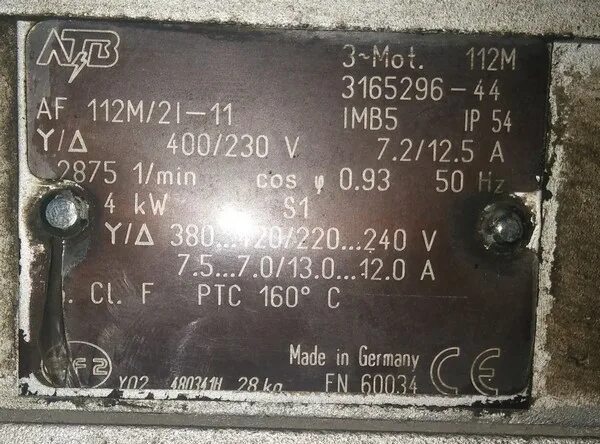 ATB 3~Mot. 112M
3165296-44
AF 112M/2I-11 IMB5 IP 54
Y/Δ 400/230 V 7.2/12.5 A
2875 1/min cos φ 0.93 50 Hz
4 kW S1
Y/Δ 380...420/220...240 V
7.5...7.0/13.0...12.0 A
. Cl. F PTC 160° C
Made in Germany CE
F2 Y02 480341H 28 kg EN 60034